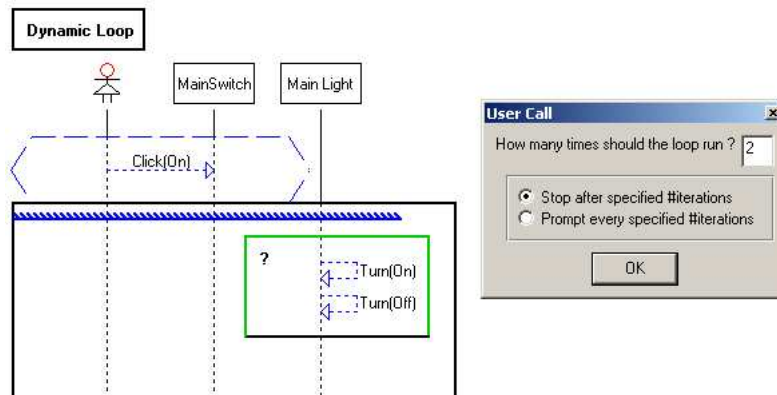 Dynamic Loop
MainSwitch
Main Light
Click(On)
?
Turn(On)
Turn(Off)
User Call
How many times should the loop run ? 2
Stop after specified #iterations
Prompt every specified #iterations
OK